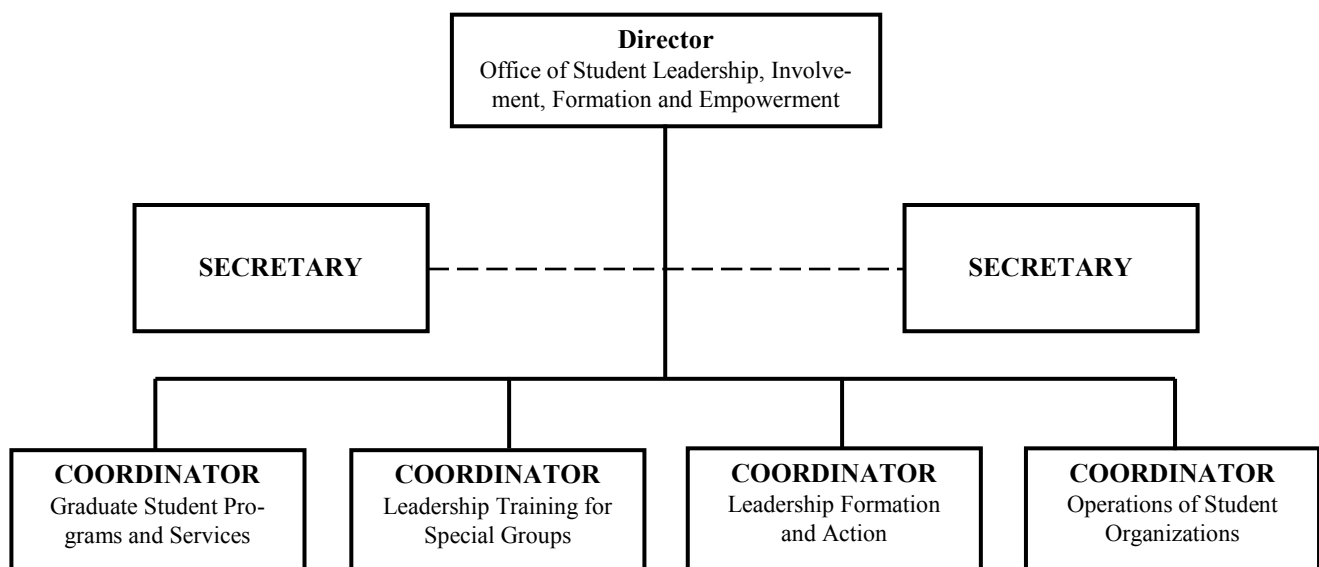 Director
Office of Student Leadership, Involve-
ment, Formation and Empowerment
SECRETARY
SECRETARY
COORDINATOR
Graduate Student Pro-
grams and Services
COORDINATOR
Leadership Training for
Special Groups
COORDINATOR
Leadership Formation
and Action
COORDINATOR
Operations of Student
Organizations